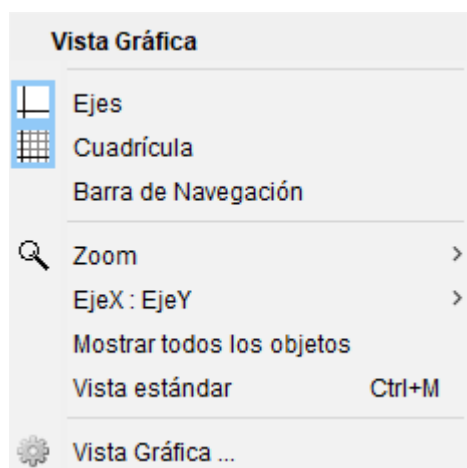 Vista Gráfica
Ejes
Cuadrícula
Barra de Navegación
Zoom >
EjeX : EjeY >
Mostrar todos los objetos
Vista estándar Ctrl+M
Vista Gráfica ...